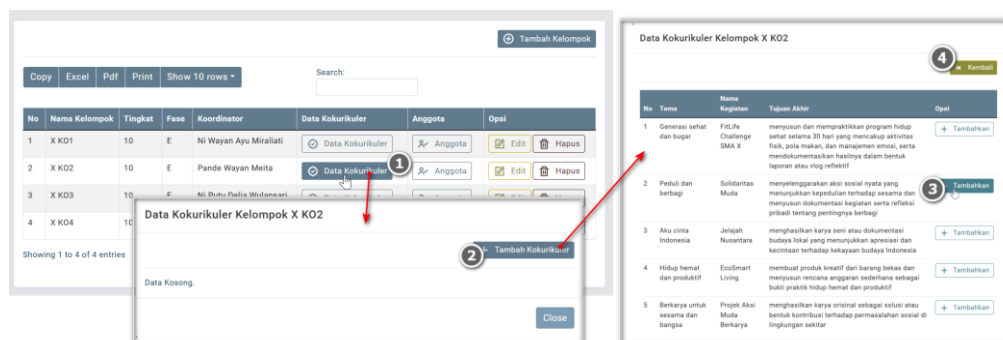 Tambah Kelompok
Copy Excel Pdf Print Show 10 rows
Search:
No Nama Kelompok Tingkat Fase Koordinator Data Kokurikuler Anggota Opsi
1 X KO1 10 E Ni Wayan Ayu Miraliati Data Kokurikuler Anggota Edit Hapus
2 X KO2 10 E Pande Wayan Meita Data Kokurikuler Anggota Edit Hapus
1
3 X KO3 10 E Ni Putu Delia Wulansari
4 X KO4
Showing 1 to 4 of 4 entries
Data Kokurikuler Kelompok X KO2
2 Tambah Kokurikuler
Data Kosong.
Close
Data Kokurikuler Kelompok X KO2
4 Kembali
No Tema Nama Kegiatan Tujuan Akhir Opsi
1 Generasi sehat FitLife menyusun dan mempraktikkan program hidup + Tambahkan
dan bugar Challenge sehat selama 30 hari yang mencakup aktivitas
SMA X fisik, pola makan, dan manajemen emosi, serta
mendokumentasikan hasilnya dalam bentuk
laporan atau vlog reflektif
2 Peduli dan Solidaritas menyelenggarakan aksi sosial nyata yang 3 Tambahkan
berbagi Muda menunjukkan kepedulian terhadap sesama dan
menyusun dokumentasi kegiatan serta refleksi
pribadi tentang pentingnya berbagi
3 Aku cinta Jelajah menghasilkan karya seni atau dokumentasi + Tambahkan
Indonesia Nusantara budaya lokal yang menunjukkan apresiasi dan
kecintaan terhadap kekayaan budaya Indonesia
4 Hidup hemat EcoSmart membuat produk kreatif dari barang bekas dan + Tambahkan
dan produktif Living menyusun rencana anggaran sederhana sebagai
bukti praktik hidup hemat dan produktif
5 Berkarya untuk Projek Aksi menghasilkan karya orisinal sebagai solusi atau + Tambahkan
sesama dan Muda bentuk kontribusi terhadap permasalahan sosial di
bangsa Berkarya lingkungan sekitar